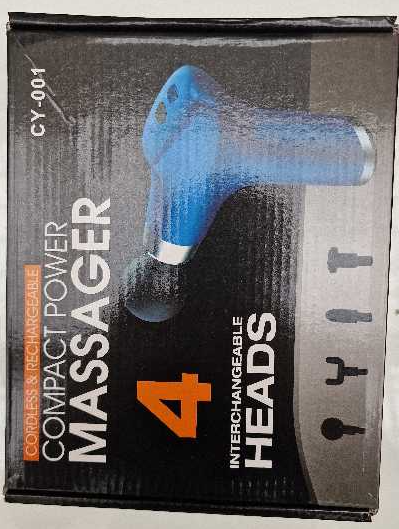 CORDLESS & RECHARGEABLE
COMPACT POWER
MASSAGER
CY-001
4
INTERCHANGEABLE
HEADS